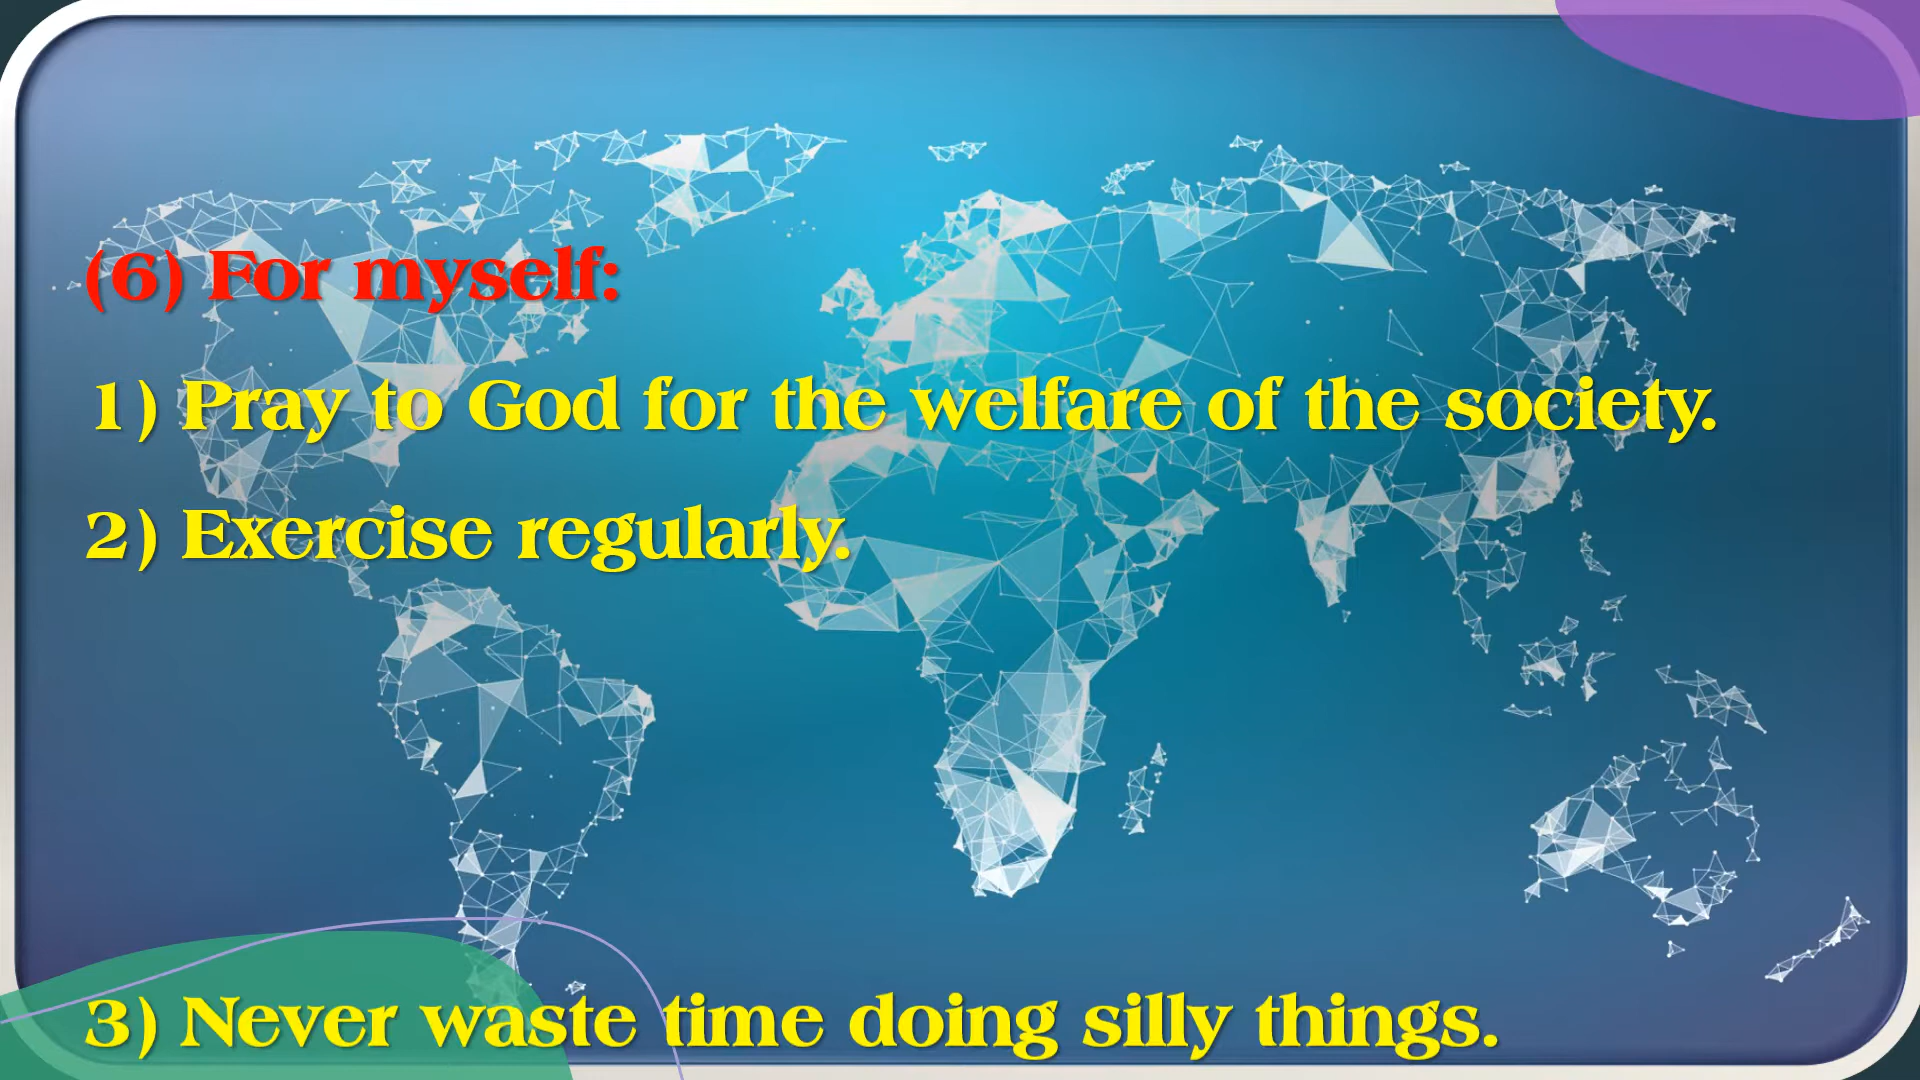 (6) For myself:
1) Pray to God for the welfare of the society.
2) Exercise regularly.
3) Never waste time doing silly things.